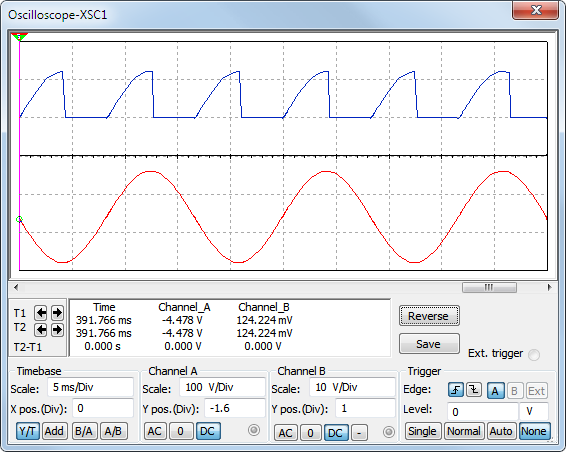 Oscilloscope-XSC1
T1
T2
T2-T1
Time Channel_A Channel_B
391.766 ms -4.478 V 124.224 mV
391.766 ms -4.478 V 124.224 mV
0.000 s 0.000 V 0.000 V
Reverse
Save
Ext. trigger
Timebase
Scale: 5 ms/Div
X pos.(Div): 0
Y/T Add B/A A/B
Channel A
Scale: 100 V/Div
Y pos.(Div): -1.6
AC 0 DC
Channel B
Scale: 10 V/Div
Y pos.(Div): 1
AC 0 DC -
Trigger
Edge: A B Ext
Level: 0 V
Single Normal Auto None